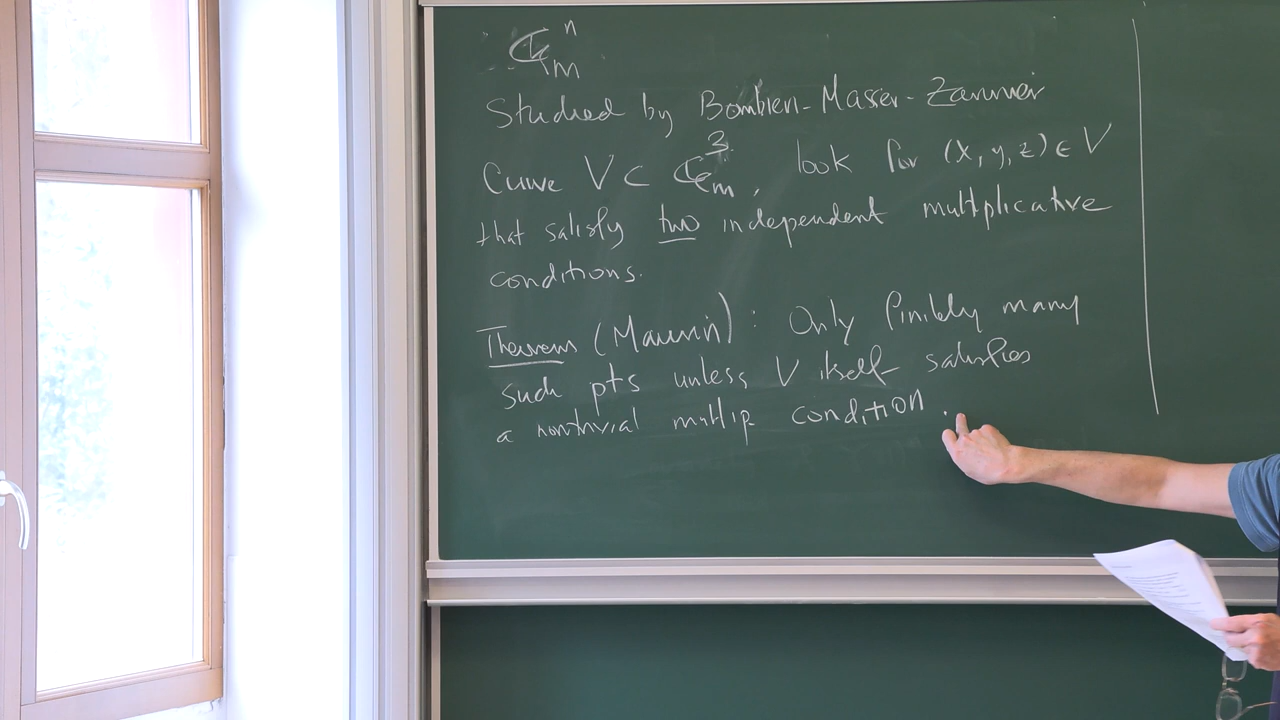 𝔾ₘⁿ
Studied by Bombieri-Masser-Zannier
Curve V ⊂ 𝔾ₘ³, look for (x, y, z) ∈ V
that satisfy two independent multiplicative
conditions.
Theorem (Maurin): Only finitely many
such pts unless V itself satisfies
a nontrivial multip condition.